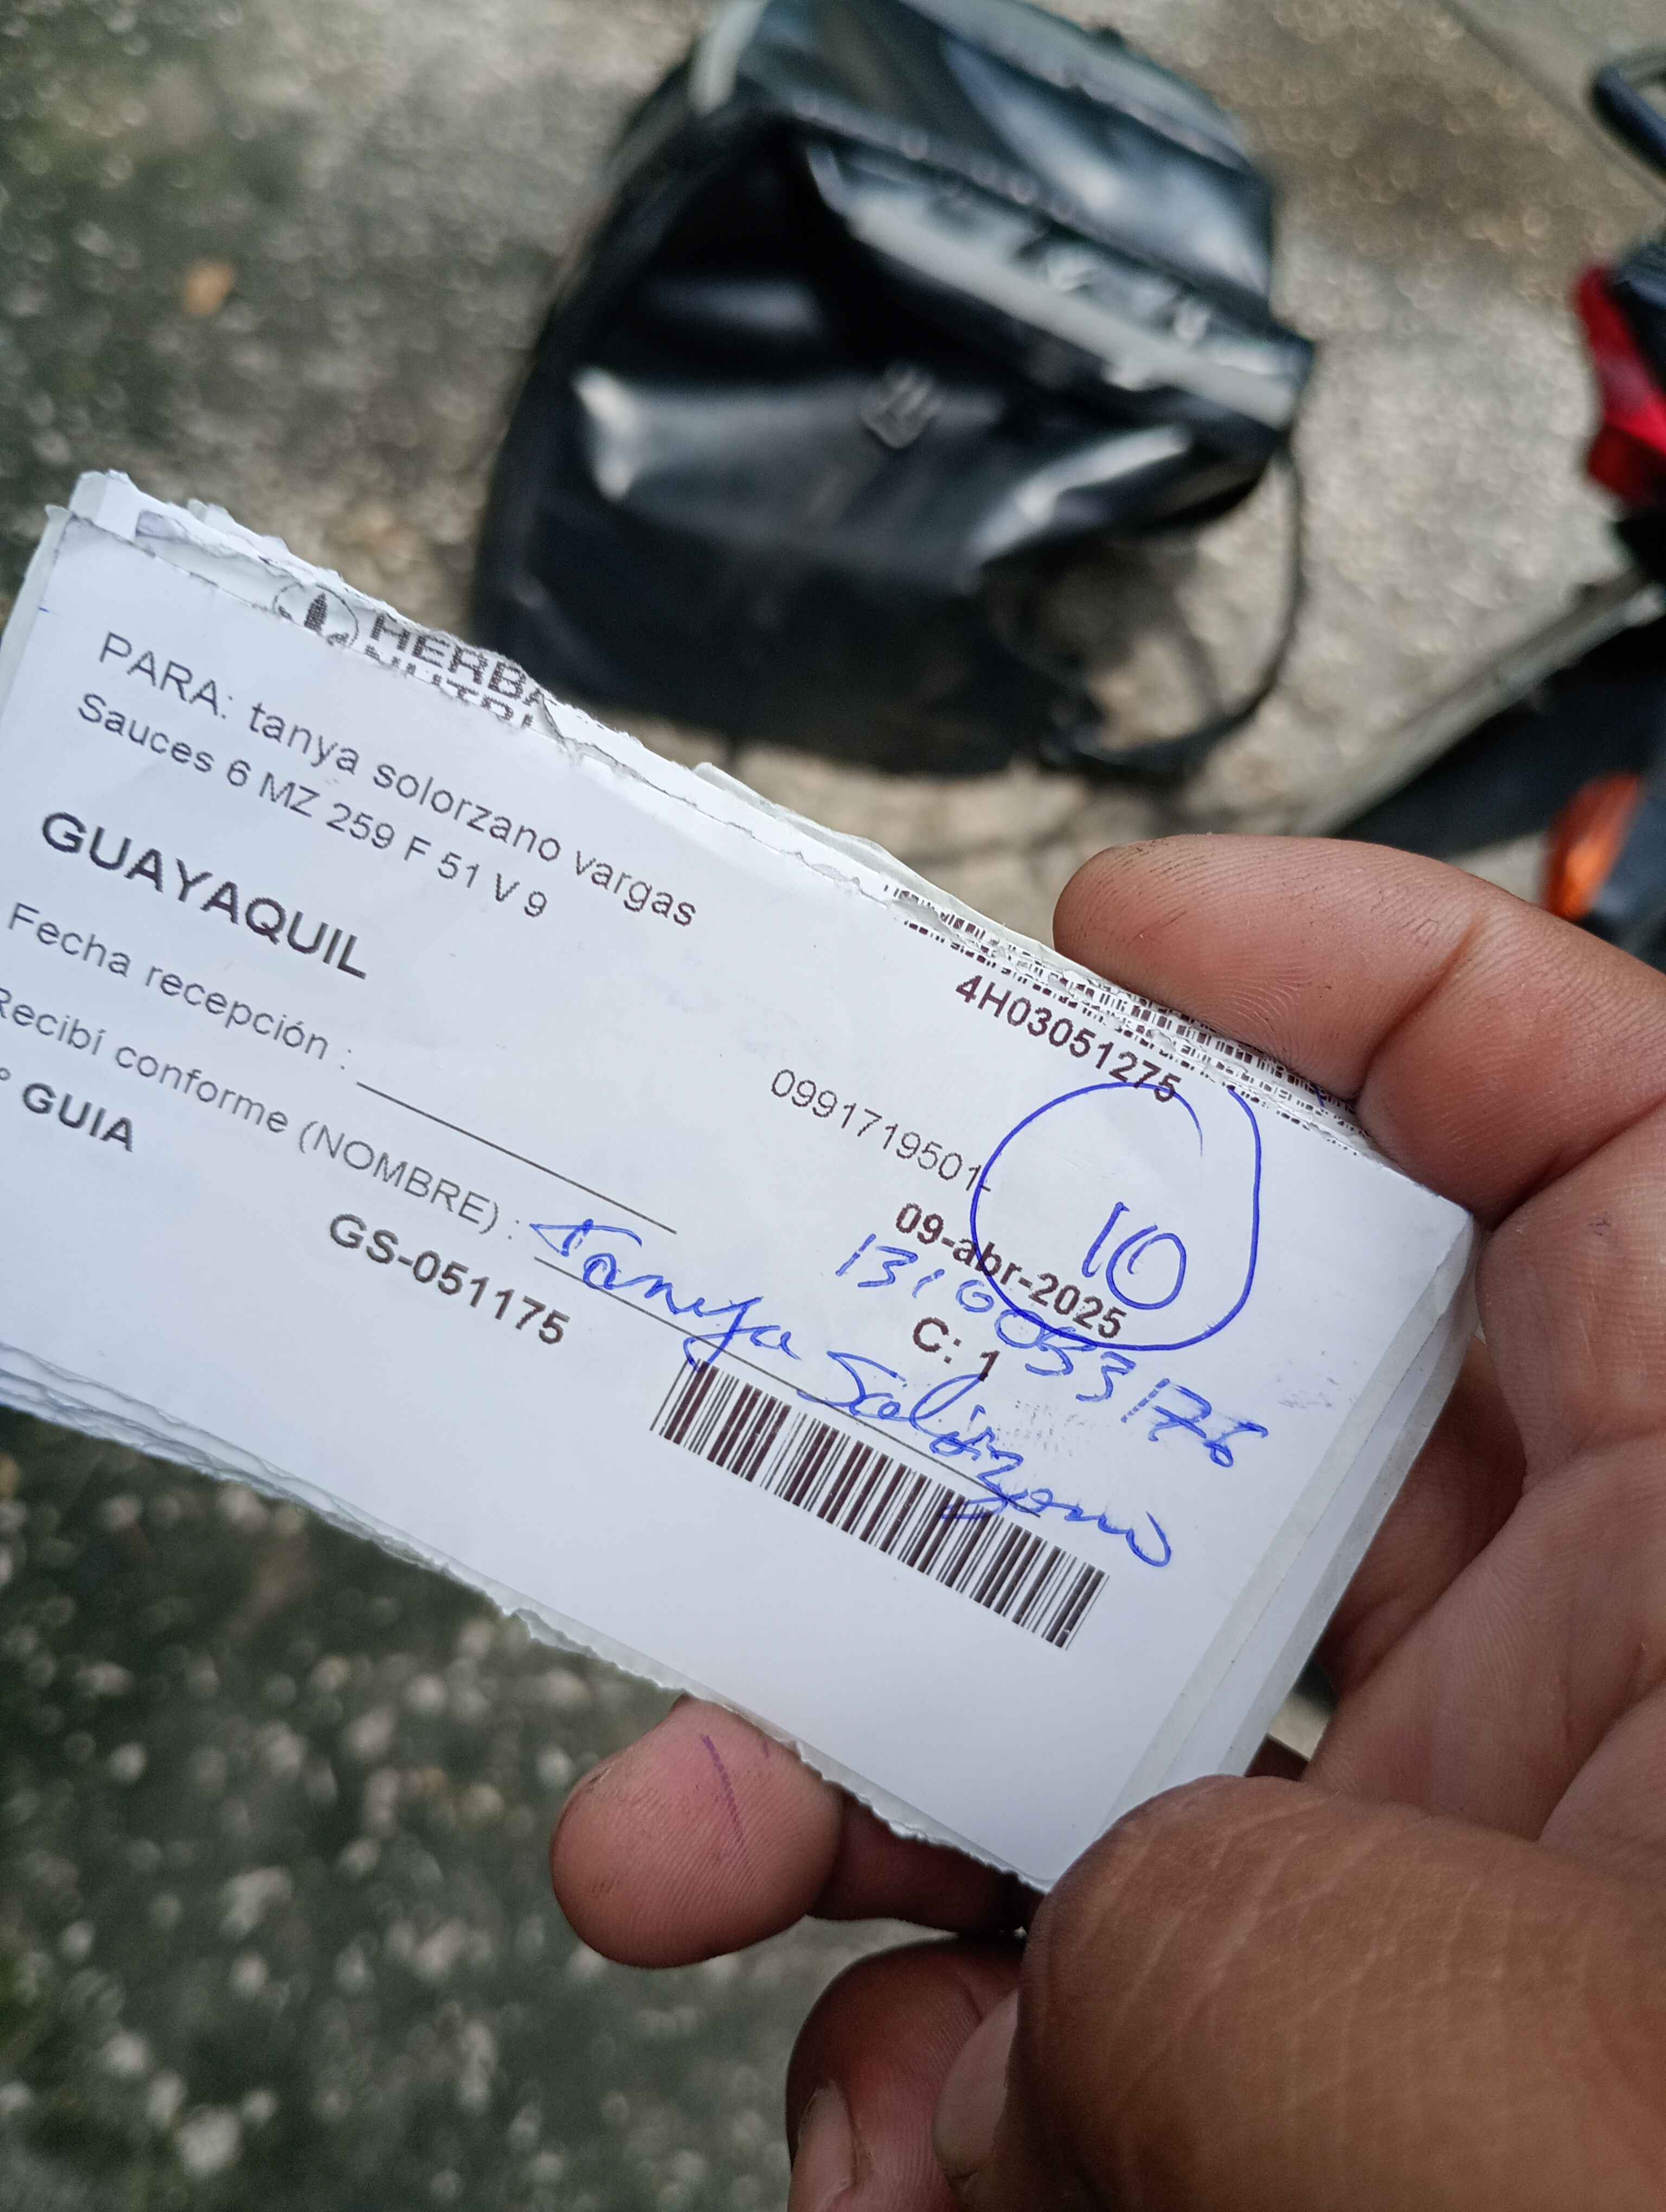 HERBA
PARA: tanya solorzano vargas
Sauces 6 MZ 259 F 51 V 9
GUAYAQUIL
4H03051275
0991719501-
10
Fecha recepción :
09-abr-2025
1310053176
Recibí conforme (NOMBRE) : Tanya Solórzano
C: 1
° GUIA
GS-051175